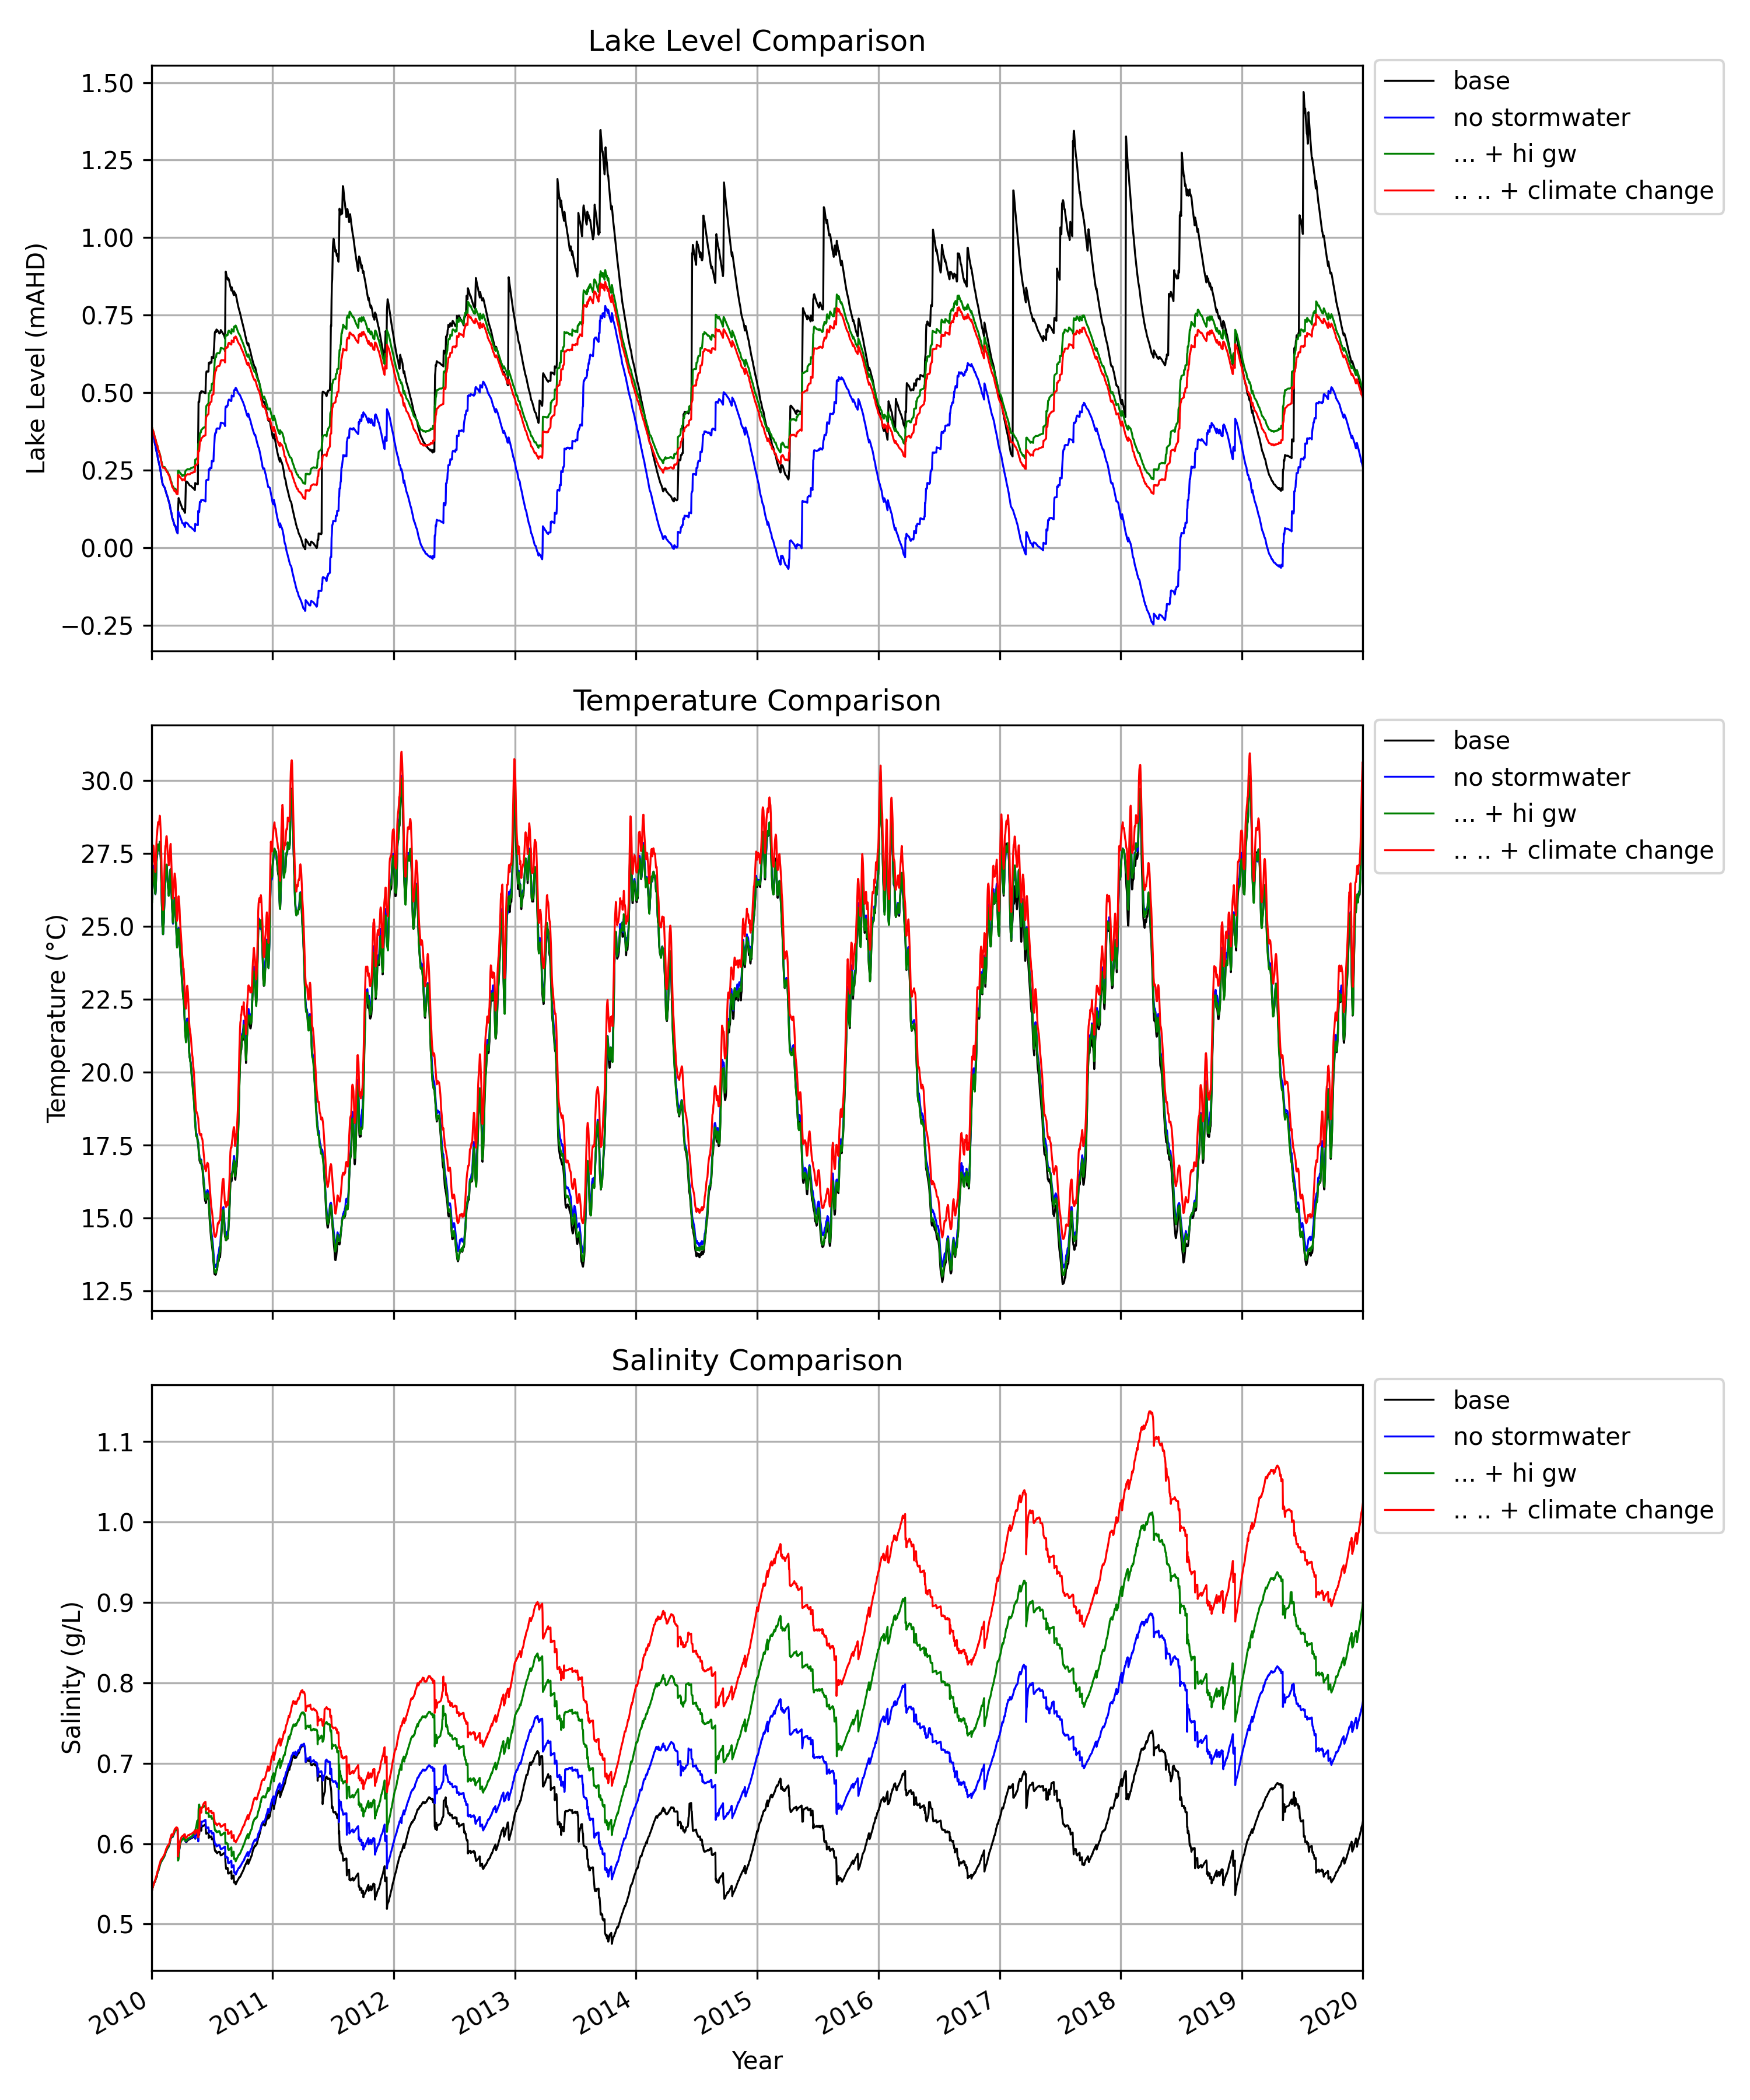 Lake Level Comparison
1.50
1.25
1.00
0.75
0.50
0.25
0.00
−0.25
Lake Level (mAHD)
base
no stormwater
... + hi gw
.. .. + climate change
Temperature Comparison
30.0
27.5
25.0
22.5
20.0
17.5
15.0
12.5
Temperature (°C)
base
no stormwater
... + hi gw
.. .. + climate change
Salinity Comparison
1.1
1.0
0.9
0.8
0.7
0.6
0.5
Salinity (g/L)
base
no stormwater
... + hi gw
.. .. + climate change
2010
2011
2012
2013
2014
2015
2016
2017
2018
2019
2020
Year